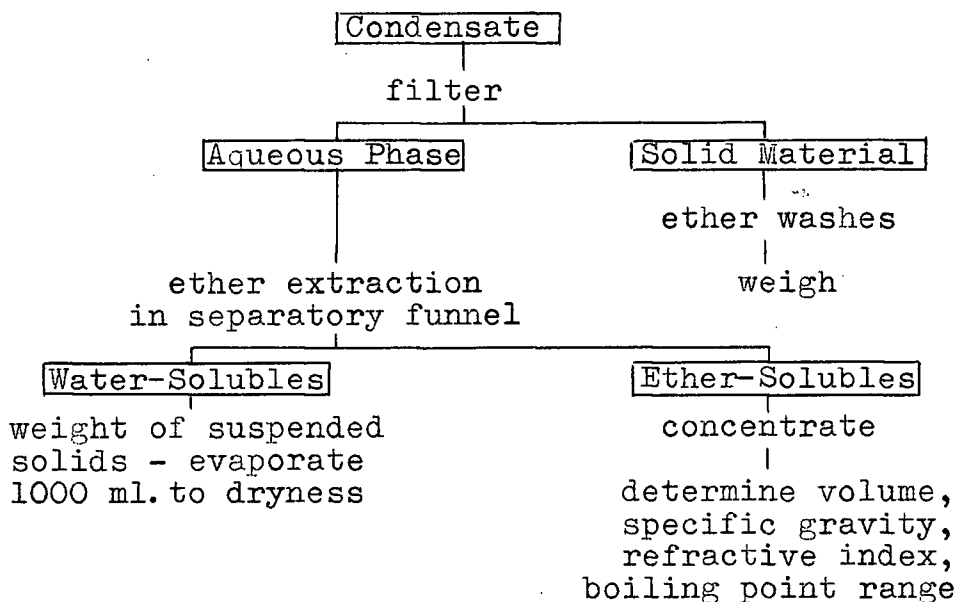 Condensate
filter
Aqueous Phase
Solid Material
ether washes
weigh
ether extraction
in separatory funnel
Water-Solubles
Ether-Solubles
weight of suspended
solids - evaporate
1000 ml. to dryness
concentrate
determine volume,
specific gravity,
refractive index,
boiling point range